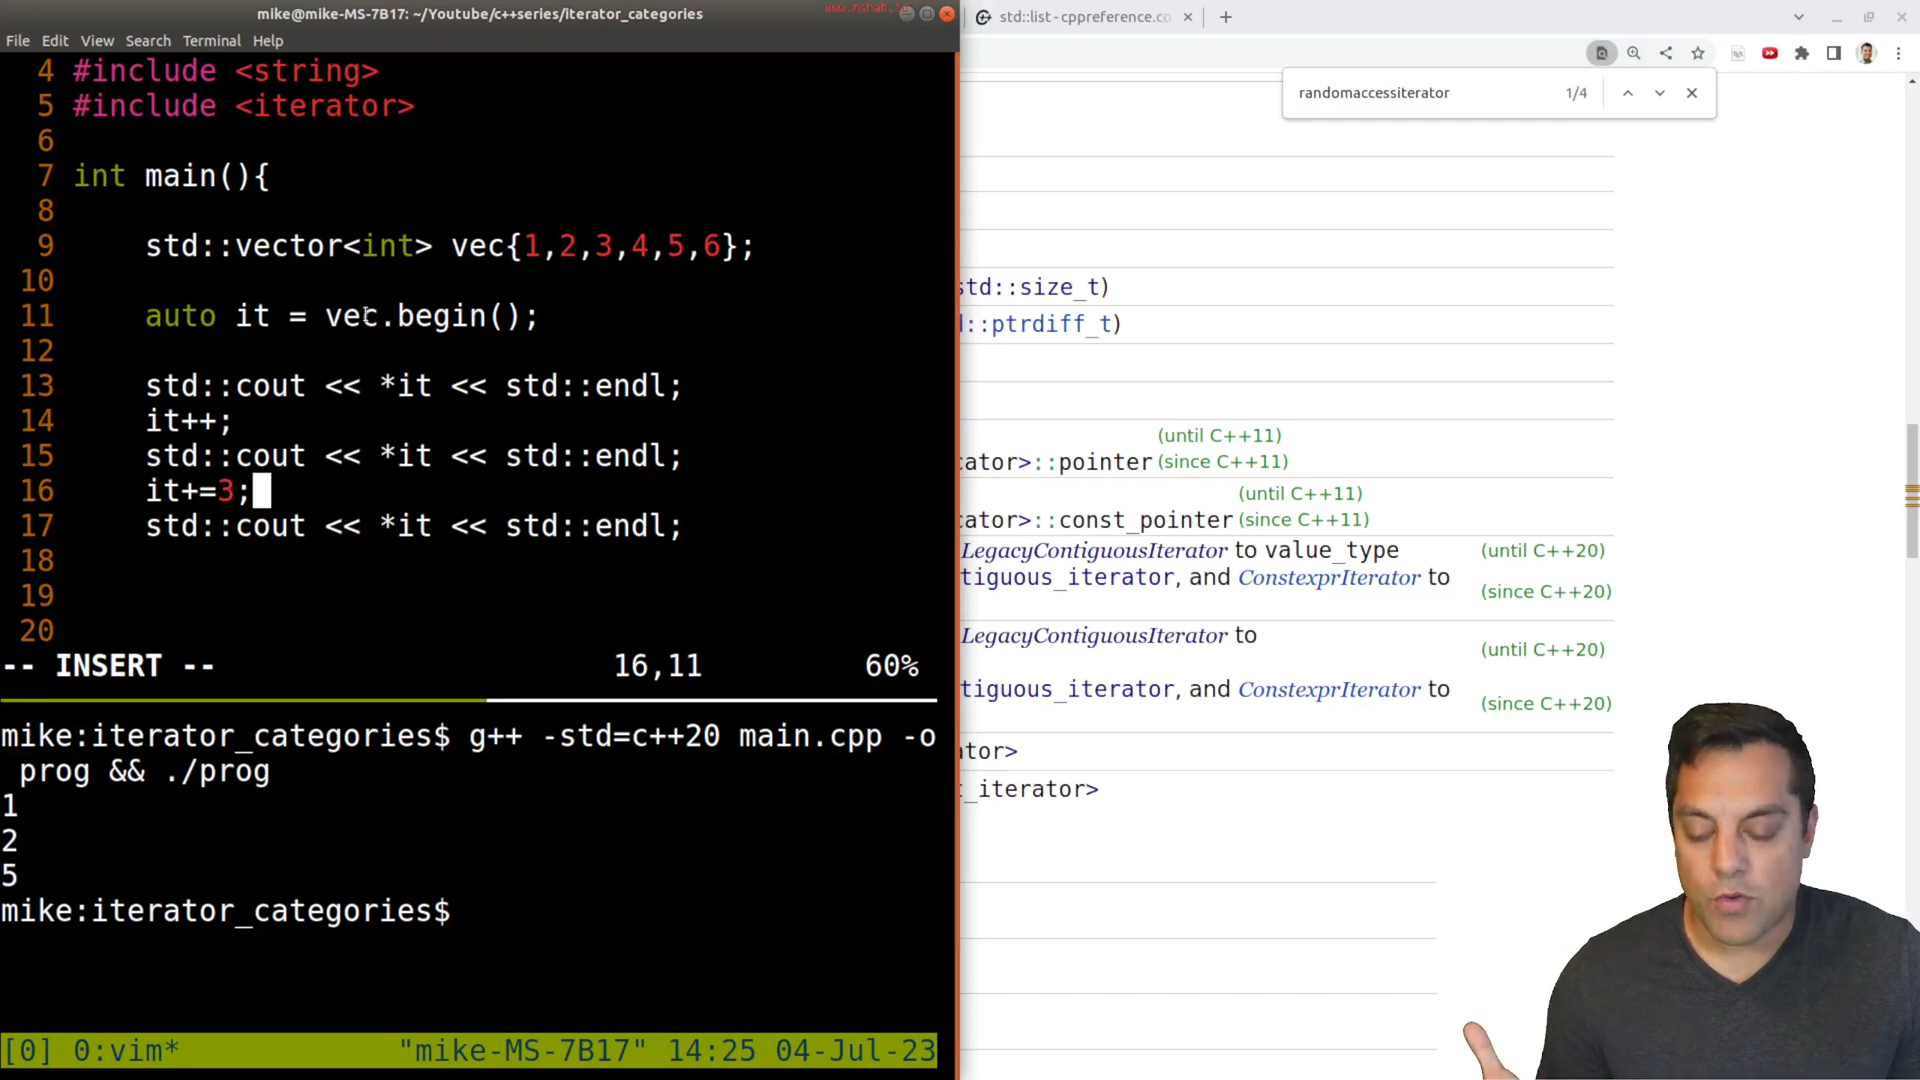 mike@mike-MS-7B17: ~/Youtube/c++series/iterator_categories
File Edit View Search Terminal Help
4 #include <string>
5 #include <iterator>
6
7 int main(){
8
9 std::vector<int> vec{1,2,3,4,5,6};
10
11 auto it = vec.begin();
12
13 std::cout << *it << std::endl;
14 it++;
15 std::cout << *it << std::endl;
16 it+=3;
17 std::cout << *it << std::endl;
18
19
20
-- INSERT -- 16,11 60%
mike:iterator_categories$ g++ -std=c++20 main.cpp -o
prog && ./prog
1
2
5
mike:iterator_categories$
[0] 0:vim* "mike-MS-7B17" 14:25 04-Jul-23
std::list - cppreference.co
randomaccessiterator 1/4
std::size_t)
d::ptrdiff_t)
(until C++11)
cator>::pointer (since C++11)
(until C++11)
cator>::const_pointer (since C++11)
LegacyContiguousIterator to value_type (until C++20)
tiguous_iterator, and ConstexprIterator to
(since C++20)
LegacyContiguousIterator to
(until C++20)
tiguous_iterator, and ConstexprIterator to
(since C++20)
ator>
t_iterator>